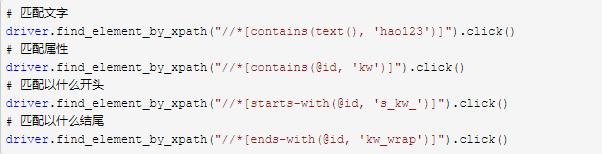 # 匹配文字
driver.find_element_by_xpath("//*[contains(text(), 'hao123')]").click()
# 匹配属性
driver.find_element_by_xpath("//*[contains(@id, 'kw')]").click()
# 匹配以什么开头
driver.find_element_by_xpath("//*[starts-with(@id, 's_kw_')]").click()
# 匹配以什么结尾
driver.find_element_by_xpath("//*[ends-with(@id, 'kw_wrap')]").click()